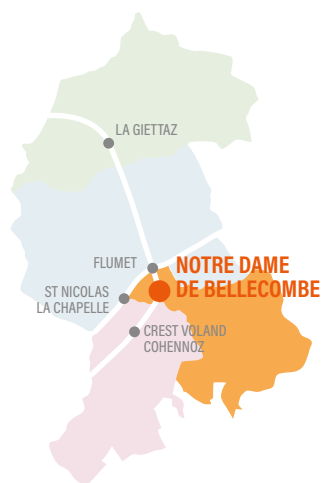 LA GIETTAZ
FLUMET
NOTRE DAME
DE BELLECOMBE
ST NICOLAS
LA CHAPELLE
CREST VOLAND
COHENNOZ